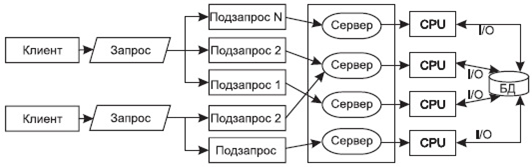 Подзапрос N
Сервер
CPU
I/O
Клиент
Запрос
Подзапрос 2
Сервер
CPU
I/O
БД
Подзапрос 1
Сервер
CPU
I/O
Клиент
Запрос
Подзапрос 2
Подзапрос
Сервер
CPU
I/O